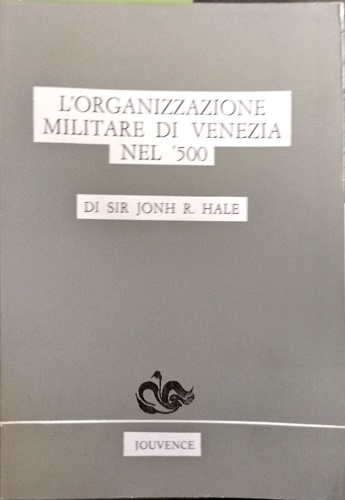 L'ORGANIZZAZIONE
MILITARE DI VENEZIA
NEL '500
DI SIR JONH R. HALE
JOUVENCE